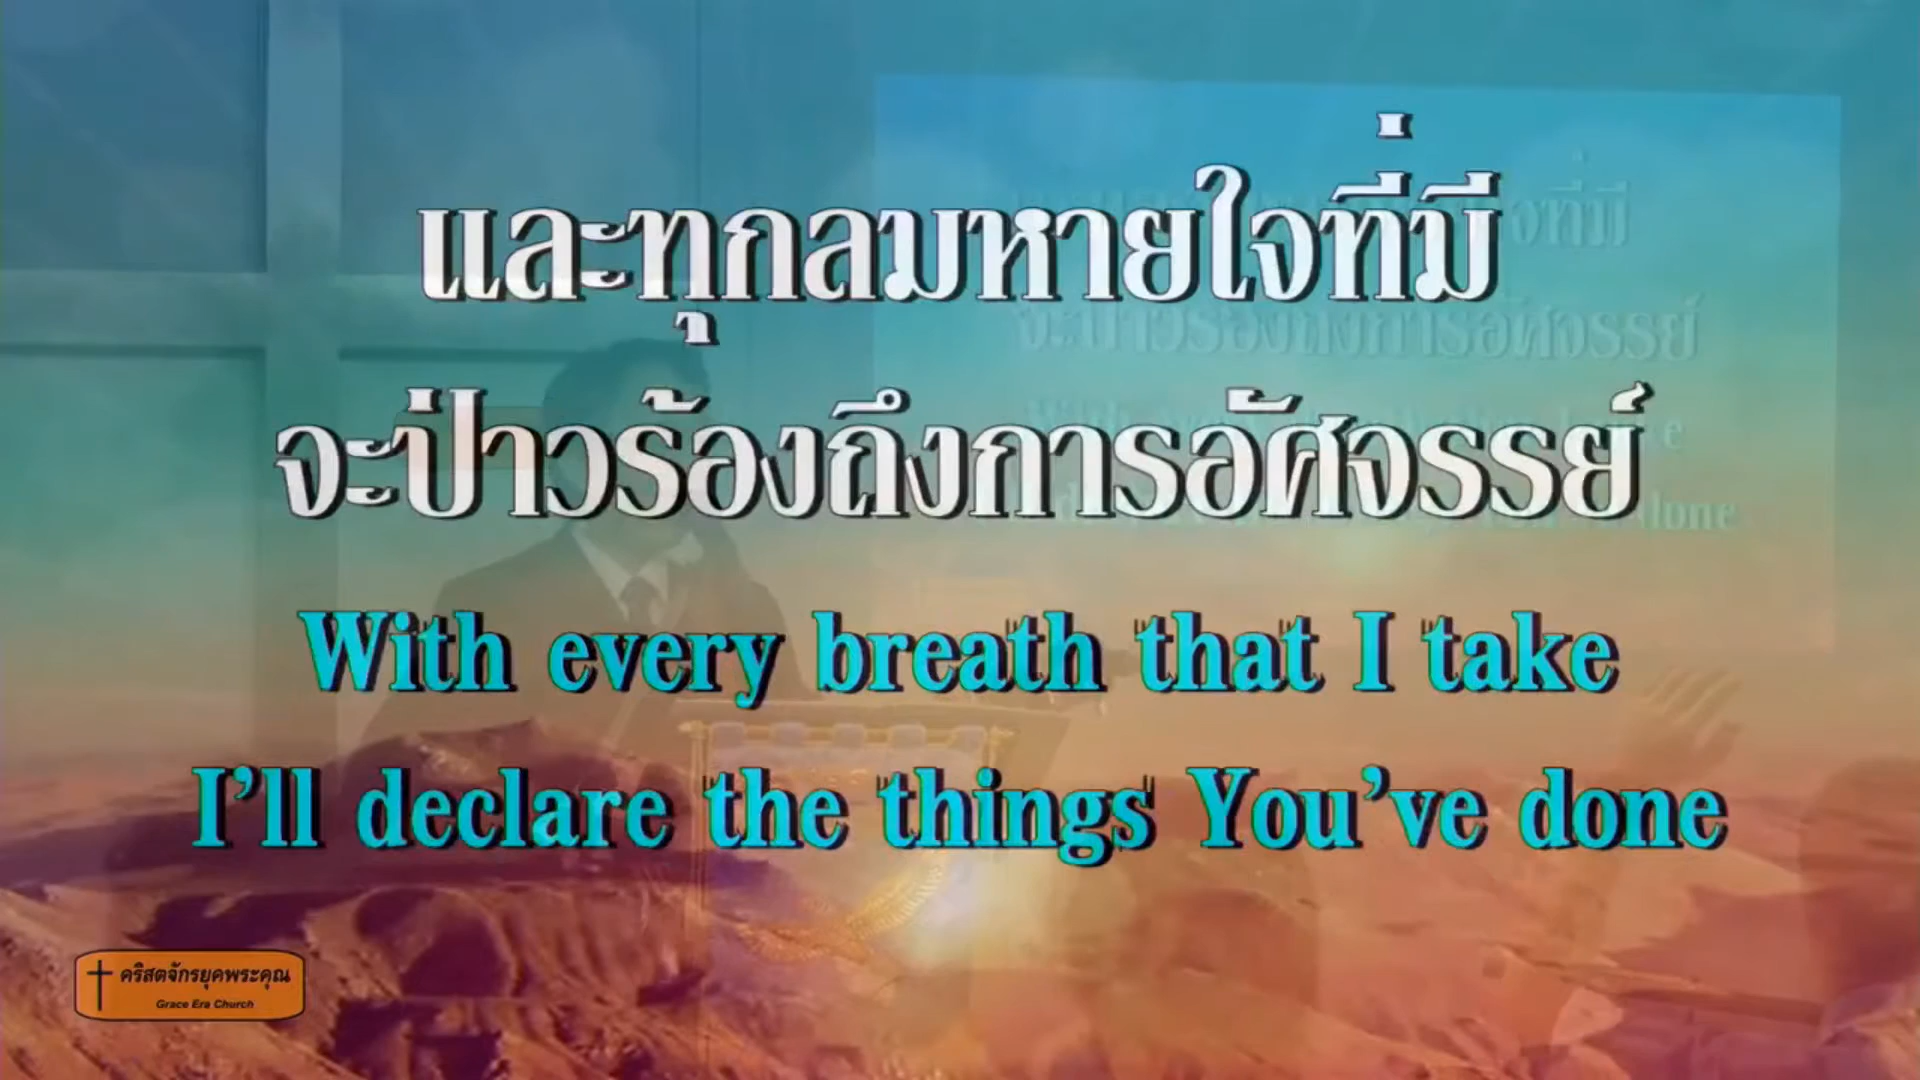 และทุกลมหายใจที่มี
จะป่าวร้องถึงการอัศจรรย์
With every breath that I take
I'll declare the things You've done
คริสตจักรยุคพระคุณ
Grace Era Church